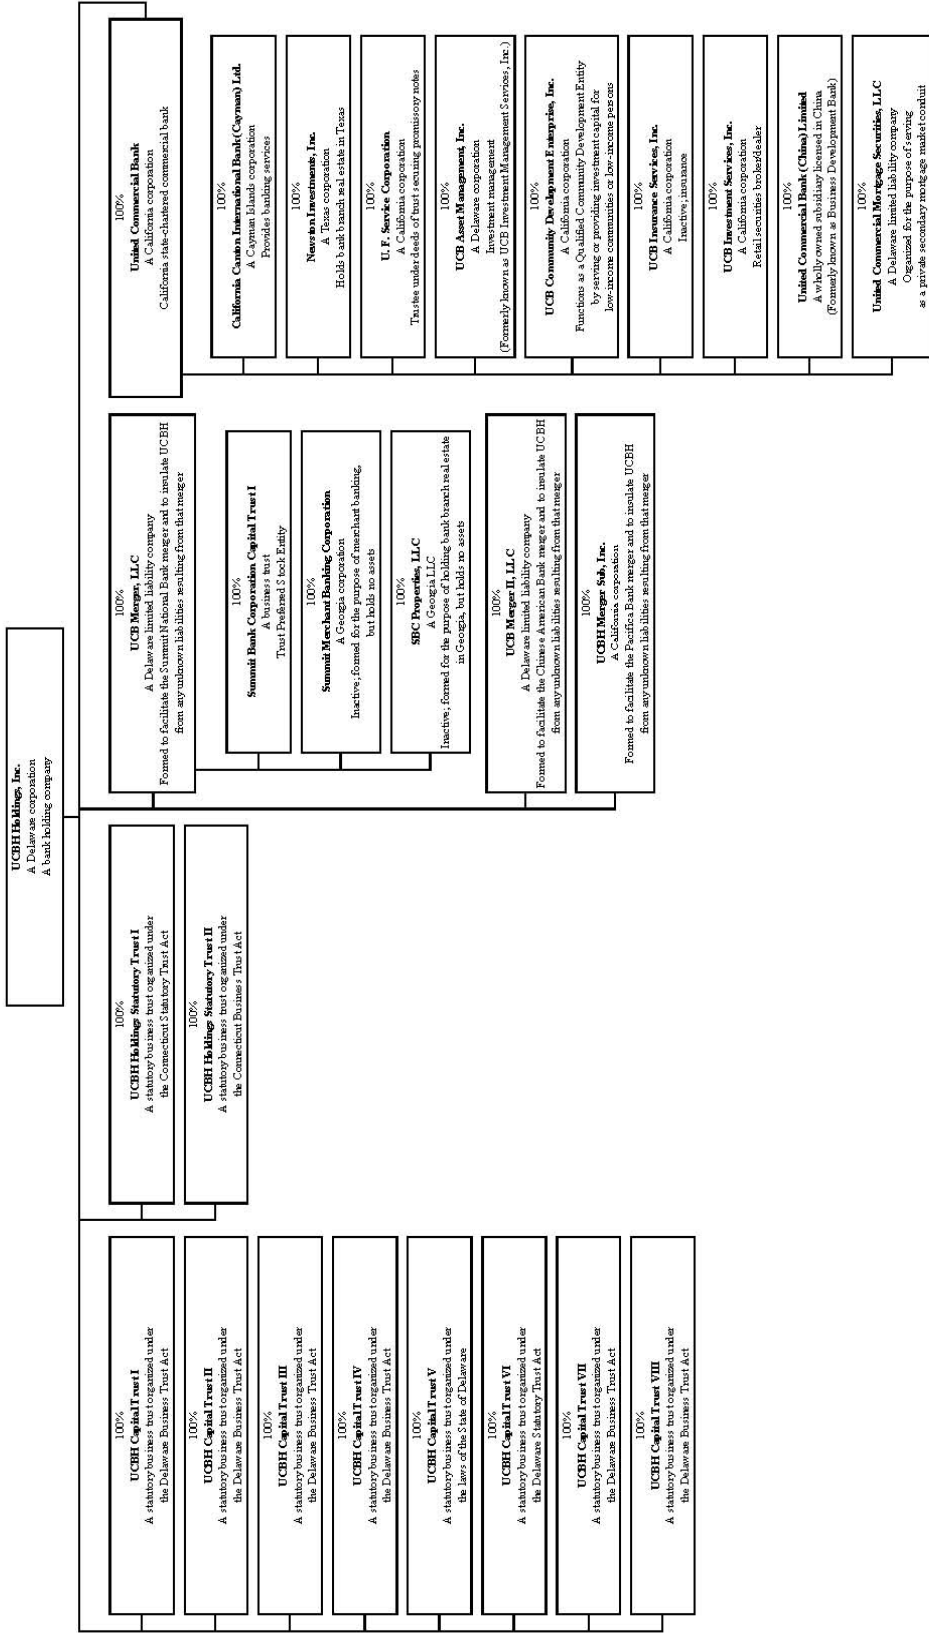 UCBH Holdings, Inc.
A Delaware corporation
A bank holding company
100%
UCBH Capital Trust I
A statutory business trust organized under
the Delaware Business Trust Act
100%
UCBH Capital Trust II
A statutory business trust organized under
the Delaware Business Trust Act
100%
UCBH Capital Trust III
A statutory business trust organized under
the Delaware Business Trust Act
100%
UCBH Capital Trust IV
A statutory business trust organized under
the Delaware Business Trust Act
100%
UCBH Capital Trust V
A statutory business trust organized under
the laws of the State of Delaware
100%
UCBH Capital Trust VI
A statutory business trust organized under
the Delaware Statutory Trust Act
100%
UCBH Capital Trust VII
A statutory business trust organized under
the Delaware Business Trust Act
100%
UCBH Capital Trust VIII
A statutory business trust organized under
the Delaware Business Trust Act
100%
UCBH Holdings Statutory Trust I
A statutory business trust organized under
the Connecticut Statutory Trust Act
100%
UCBH Holdings Statutory Trust II
A statutory business trust organized under
the Connecticut Business Trust Act
100%
UCB Merger, LLC
A Delaware limited liability company
Formed to facilitate the Summit National Bank merger and to insulate UCBH
from any unknown liabilities resulting from that merger
100%
Summit Bank Corporation Capital Trust I
A business trust
Trust Preferred Stock Entity
100%
Summit Merchant Banking Corporation
A Georgia corporation
Inactive; formed for the purpose of merchant banking,
but holds no assets
100%
SBC Properties, LLC
A Georgia LLC
Inactive; formed for the purpose of holding bank branch real estate
in Georgia, but holds no assets
100%
UCB Merger II, LLC
A Delaware limited liability company
Formed to facilitate the Chinese American Bank merger and to insulate UCBH
from any unknown liabilities resulting from that merger
100%
UCBH Merger Sub, Inc.
A California corporation
Formed to facilitate the Pacifica Bank merger and to insulate UCBH
from any unknown liabilities resulting from that merger
100%
United Commercial Bank
A California corporation
California state-chartered commercial bank
100%
California Canton International Bank (Cayman) Ltd.
A Cayman Islands corporation
Provides banking services
100%
Newston Investments, Inc.
A Texas corporation
Holds bank branch real estate in Texas
100%
U. F. Service Corporation
A California corporation
Trustee under deeds of trust securing promissory notes
100%
UCB Asset Management, Inc.
A Delaware corporation
Investment management
(Formerly known as UCB Investment Management Services, Inc.)
100%
UCB Community Development Enterprise, Inc.
A California corporation
Functions as a Qualified Community Development Entity
by serving or providing investment capital for
low-income communities or low-income persons
100%
UCB Insurance Services, Inc.
A California corporation
Inactive, insurance
100%
UCB Investment Services, Inc.
A California corporation
Retail securities broker/dealer
100%
United Commercial Bank (China) Limited
A wholly owned subsidiary licensed in China
(Formerly known as Business Development Bank)
100%
United Commercial Mortgage Securities, LLC
A Delaware limited liability company
Organized for the purpose of serving
as a private secondary mortgage market conduit